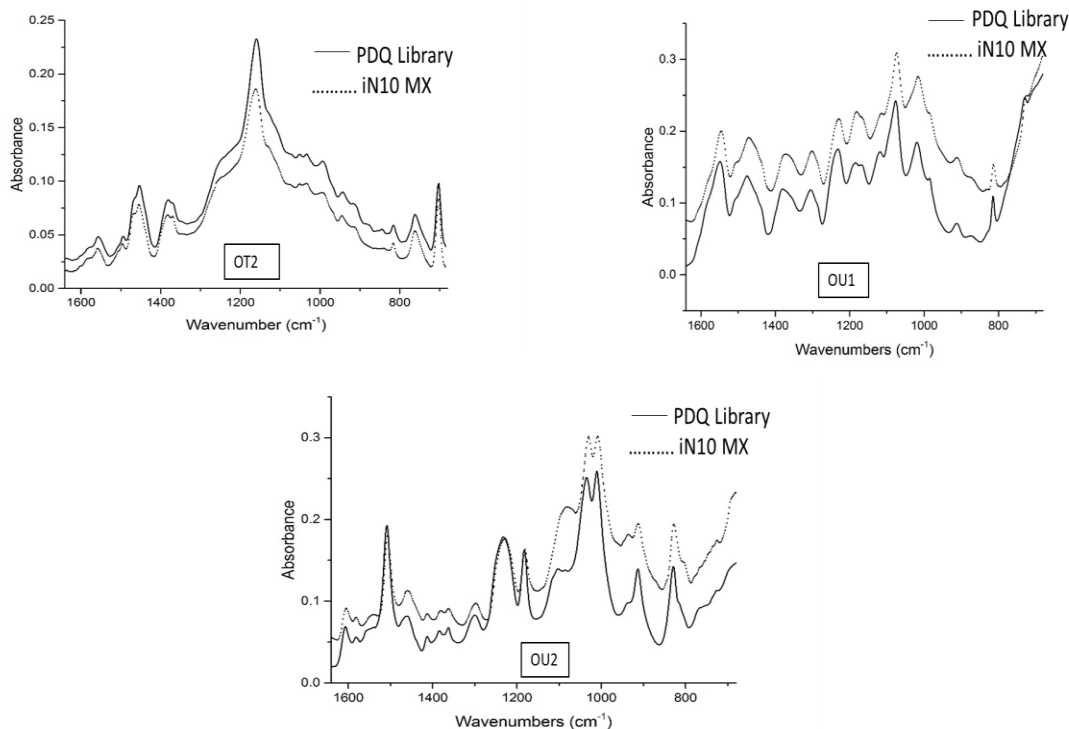 0.25
0.20
0.15
0.10
0.05
0.00
Absorbance
PDQ Library
.......... iN10 MX
OT2
1600 1400 1200 1000 800
Wavenumber (cm⁻¹)
0.3
0.2
0.1
0.0
Absorbance
PDQ Library
.......... iN10 MX
OU1
1600 1400 1200 1000 800
Wavenumbers (cm⁻¹)
0.3
0.2
0.1
0.0
Absorbance
PDQ Library
.......... iN10 MX
OU2
1600 1400 1200 1000 800
Wavenumbers (cm⁻¹)